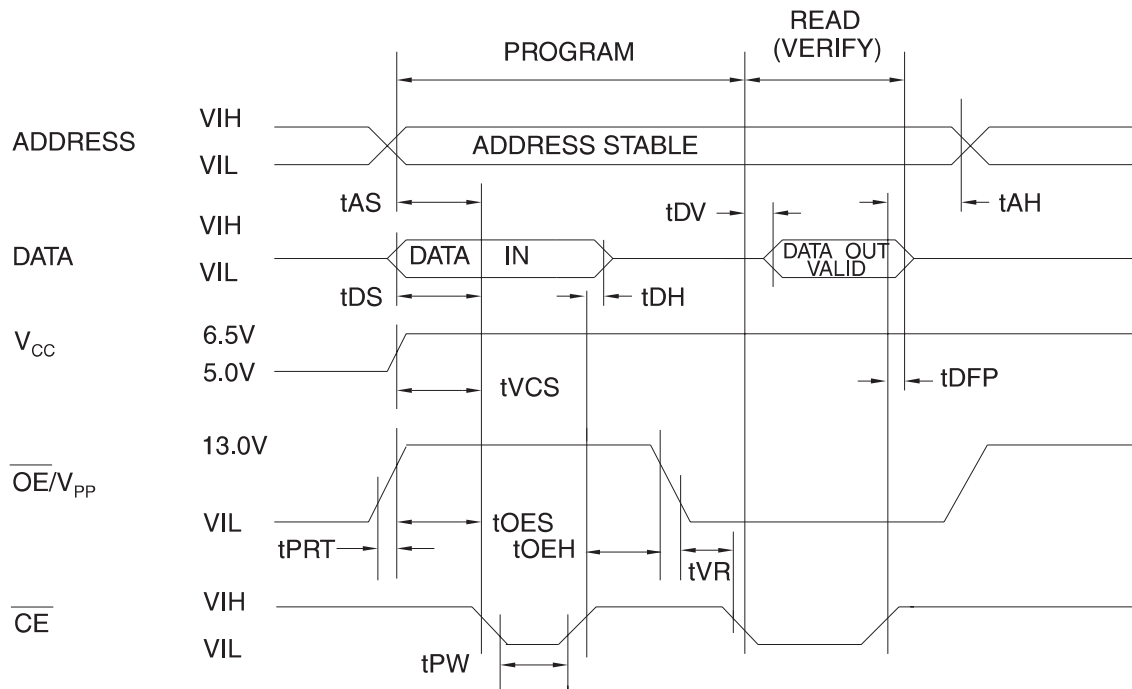 READ
(VERIFY)
PROGRAM
ADDRESS
VIH
VIL
ADDRESS STABLE
tAS
tDV
tAH
DATA
VIH
VIL
DATA IN
DATA OUT
VALID
tDS
tDH
VCC
6.5V
5.0V
tVCS
tDFP
OE/VPP
13.0V
VIL
tPRT
tOES
tOEH
tVR
CE
VIH
VIL
tPW